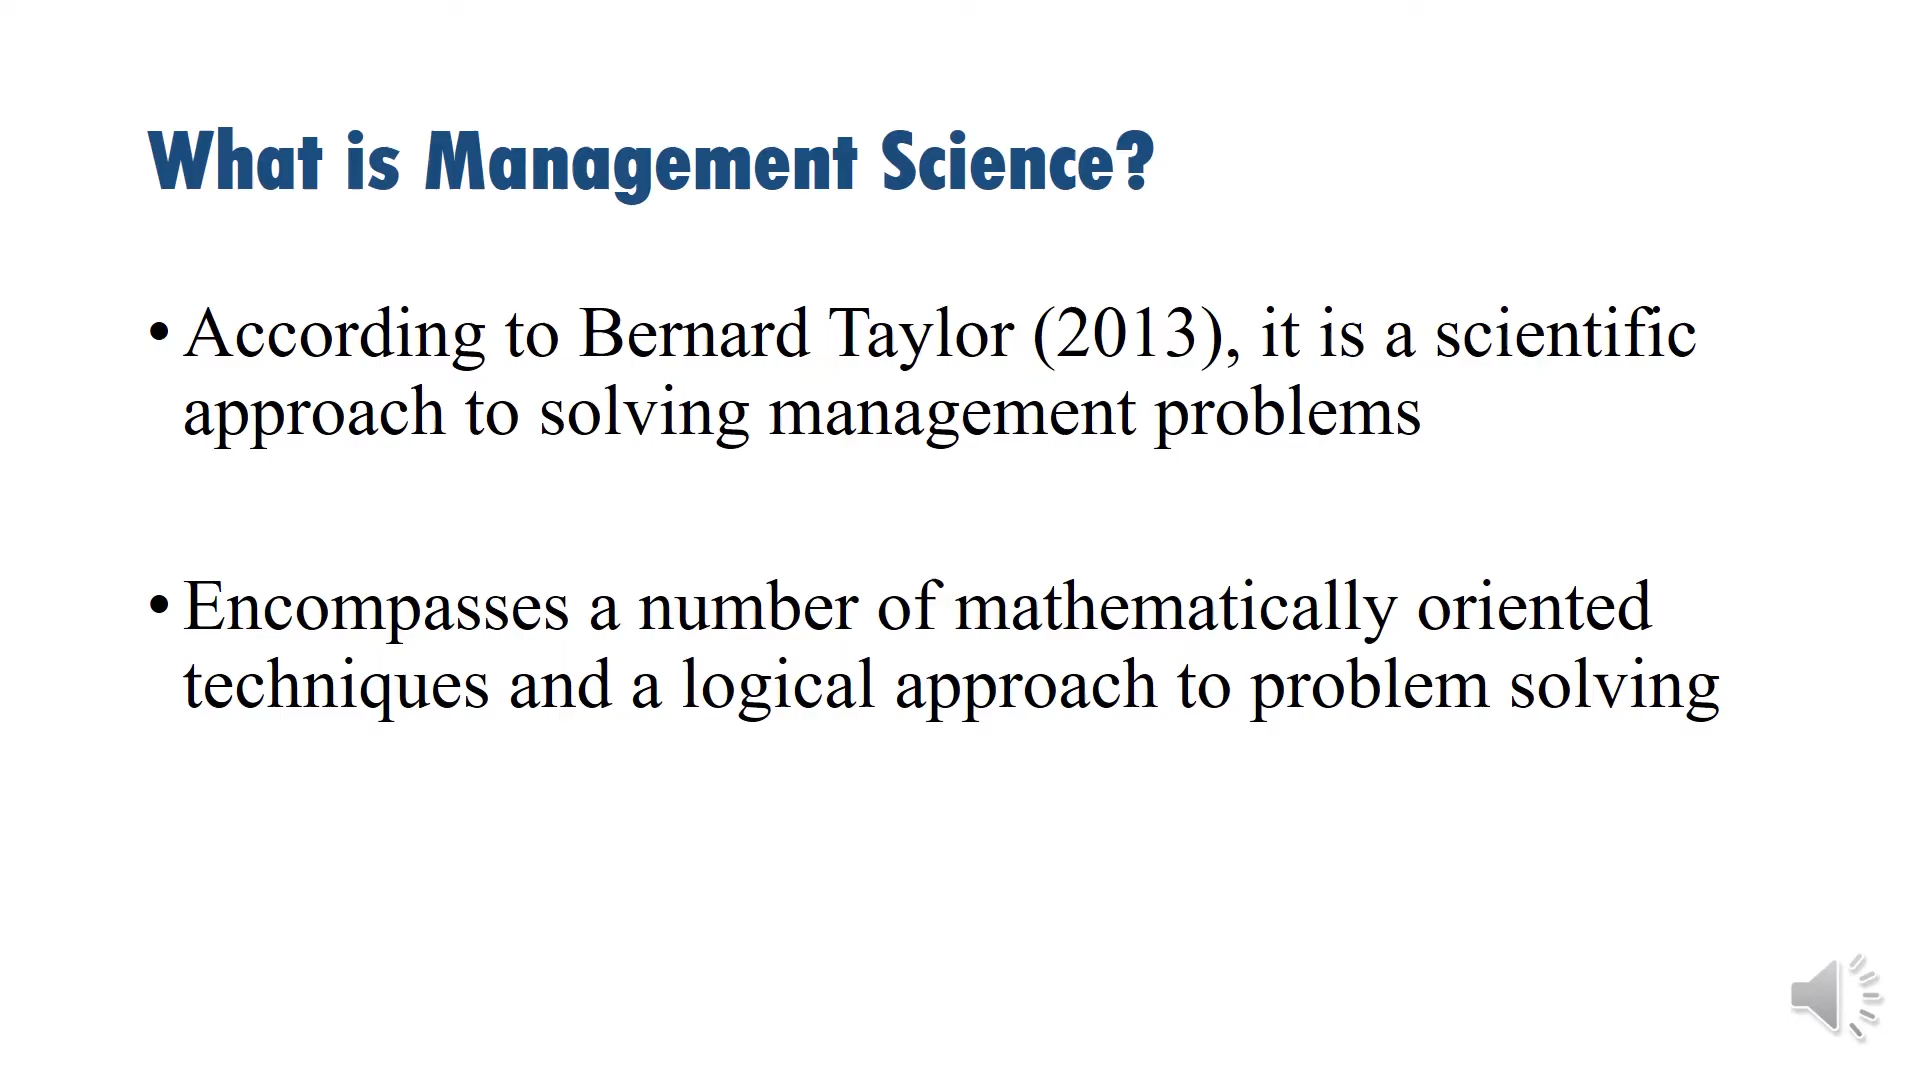 What is Management Science?
• According to Bernard Taylor (2013), it is a scientific
approach to solving management problems
• Encompasses a number of mathematically oriented
techniques and a logical approach to problem solving